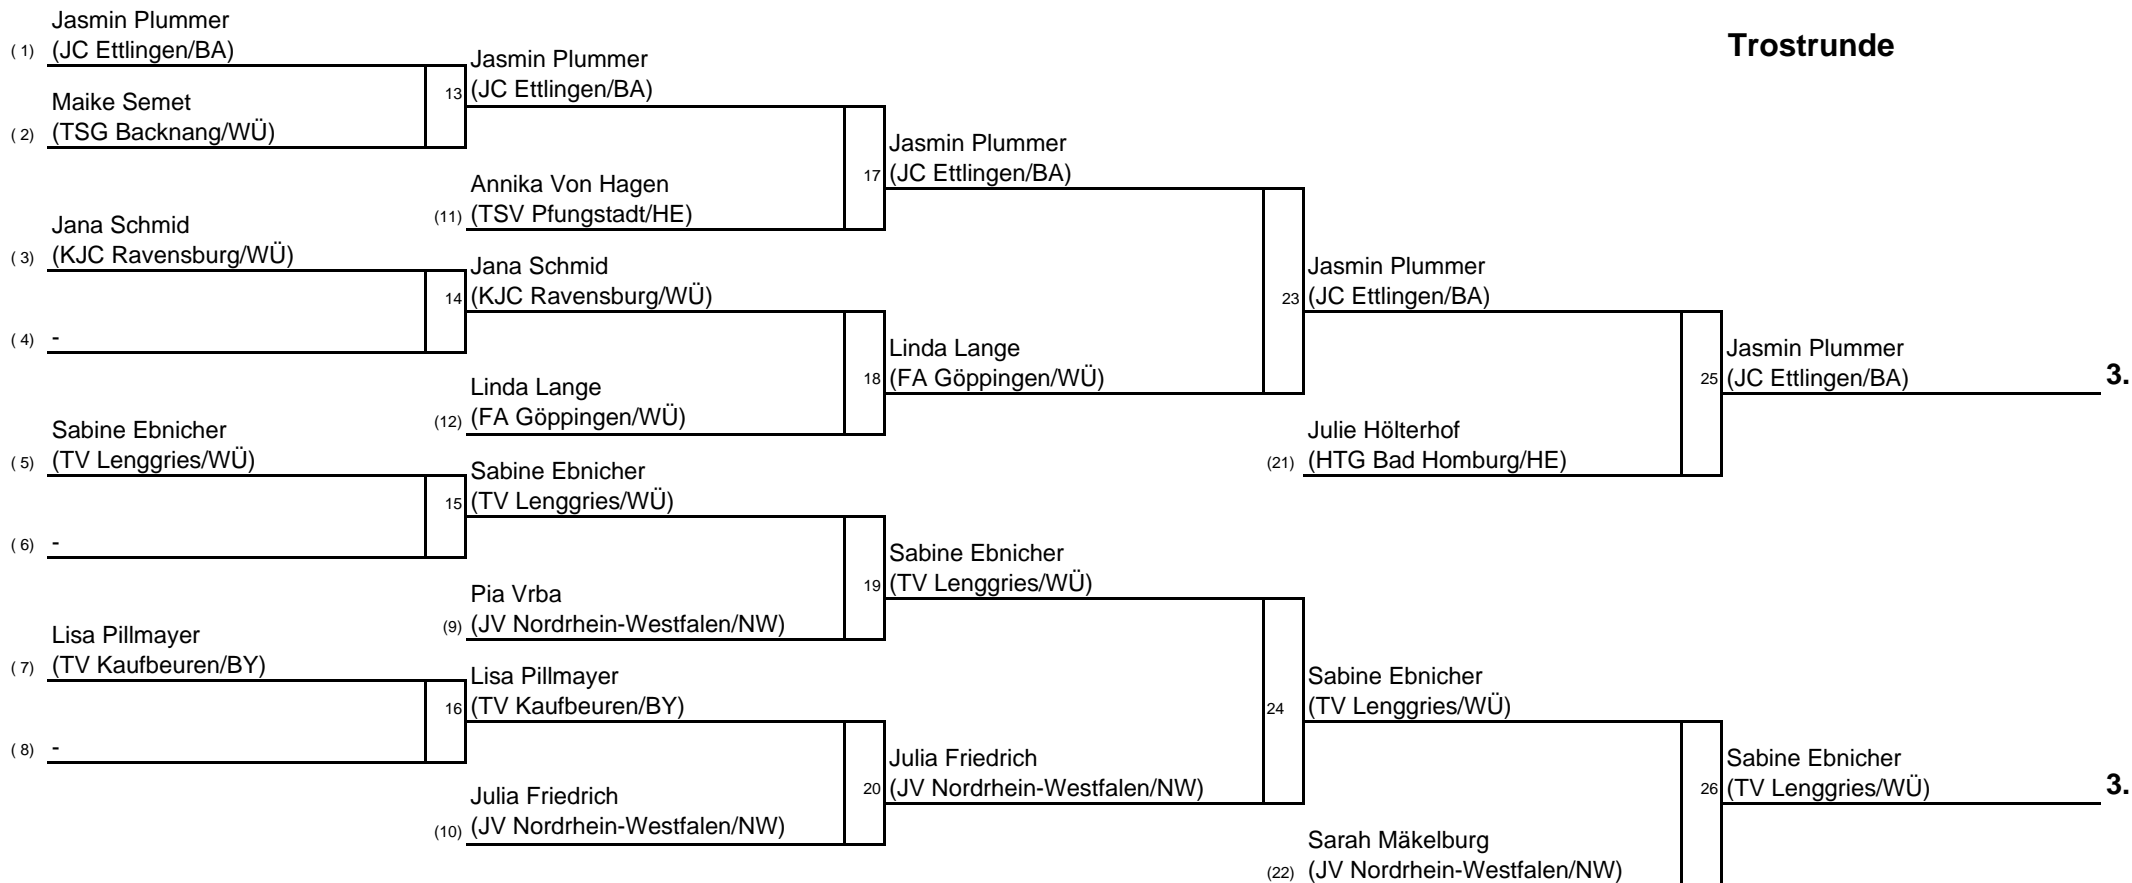 Trostrunde
Jasmin Plummer
( 1) (JC Ettlingen/BA)
Maike Semet
( 2) (TSG Backnang/WÜ)
Jana Schmid
( 3) (KJC Ravensburg/WÜ)
( 4) -
Sabine Ebnicher
( 5) (TV Lenggries/WÜ)
( 6) -
Lisa Pillmayer
( 7) (TV Kaufbeuren/BY)
( 8) -
Jasmin Plummer
13 (JC Ettlingen/BA)
Annika Von Hagen
(11) (TSV Pfungstadt/HE)
Jana Schmid
14 (KJC Ravensburg/WÜ)
Linda Lange
(12) (FA Göppingen/WÜ)
Sabine Ebnicher
15 (TV Lenggries/WÜ)
Pia Vrba
(9) (JV Nordrhein-Westfalen/NW)
Lisa Pillmayer
16 (TV Kaufbeuren/BY)
Julia Friedrich
(10) (JV Nordrhein-Westfalen/NW)
Jasmin Plummer
17 (JC Ettlingen/BA)
Linda Lange
18 (FA Göppingen/WÜ)
Sabine Ebnicher
19 (TV Lenggries/WÜ)
Julia Friedrich
20 (JV Nordrhein-Westfalen/NW)
Jasmin Plummer
23 (JC Ettlingen/BA)
Julie Hölterhof
(21) (HTG Bad Homburg/HE)
Sabine Ebnicher
24 (TV Lenggries/WÜ)
Sarah Mäkelburg
(22) (JV Nordrhein-Westfalen/NW)
Jasmin Plummer
25 (JC Ettlingen/BA) 3.
Sabine Ebnicher
26 (TV Lenggries/WÜ) 3.